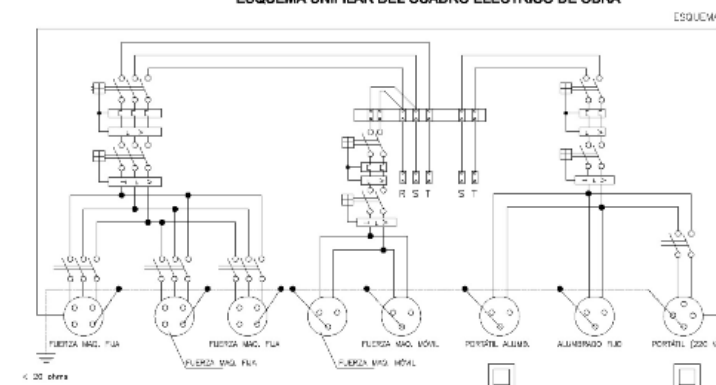 ESQUEMA UNIFILAR DEL CUADRO ELECTRICO DE OBRA
ESQUEMA
R S T S T
FUERZA MAQ. FIJA
FUERZA MAQ. FIJA
FUERZA MAQ. MÓVIL
PORTÁTIL ALUMB.
ALUMBRADO FIJO
PORTÁTIL (220 V
FUERZA MAQ. FIJA
FUERZA MAQ. MÓVIL
< 20 ohms